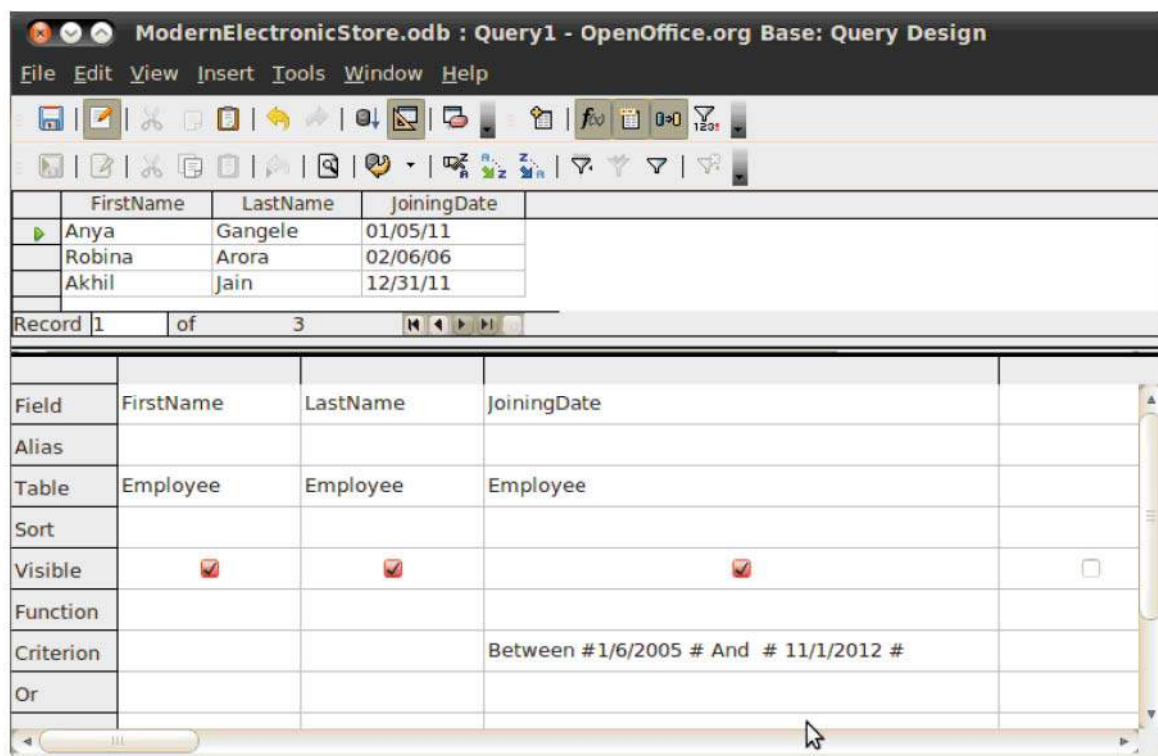 ModernElectronicStore.odb : Query1 - OpenOffice.org Base: Query Design
File Edit View Insert Tools Window Help
FirstName LastName JoiningDate
Anya Gangele 01/05/11
Robina Arora 02/06/06
Akhil Jain 12/31/11
Record 1 of 3
Field FirstName LastName JoiningDate
Alias
Table Employee Employee Employee
Sort
Visible
Function
Criterion Between #1/6/2005 # And # 11/1/2012 #
Or